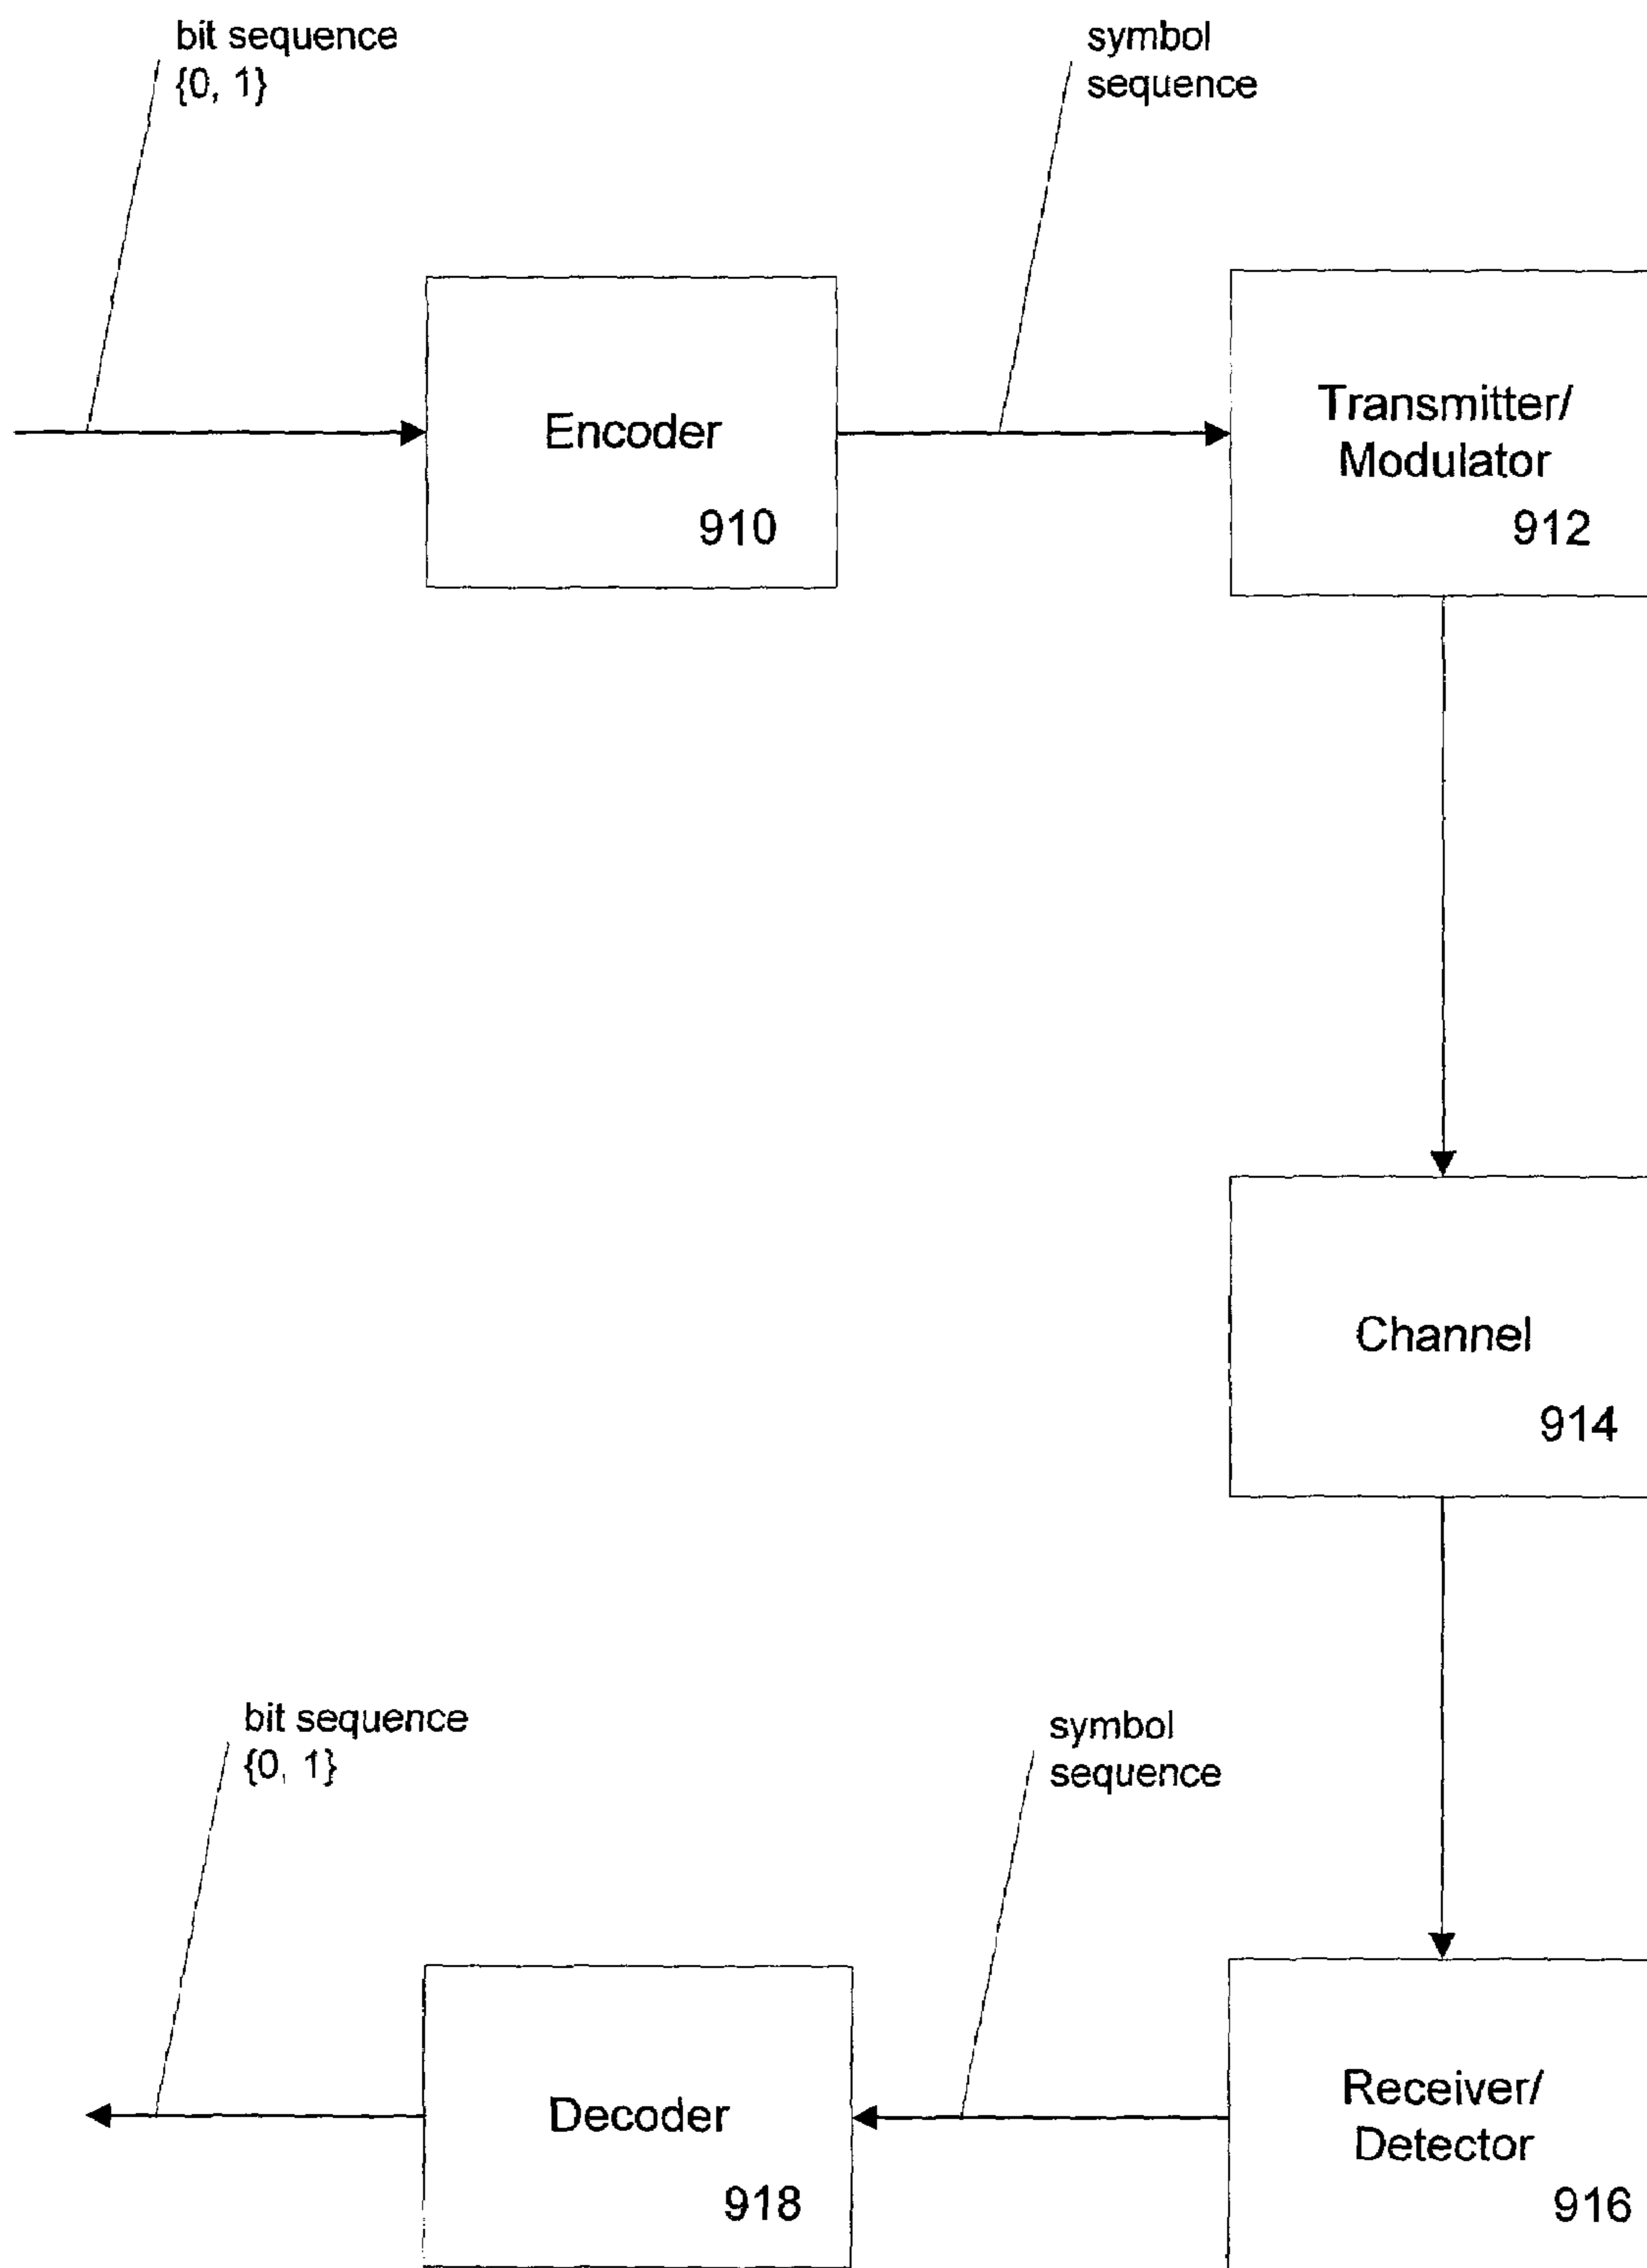 bit sequence
{0, 1}
symbol
sequence
Encoder
910
Transmitter/
Modulator
912
Channel
914
bit sequence
{0, 1}
symbol
sequence
Decoder
918
Receiver/
Detector
916